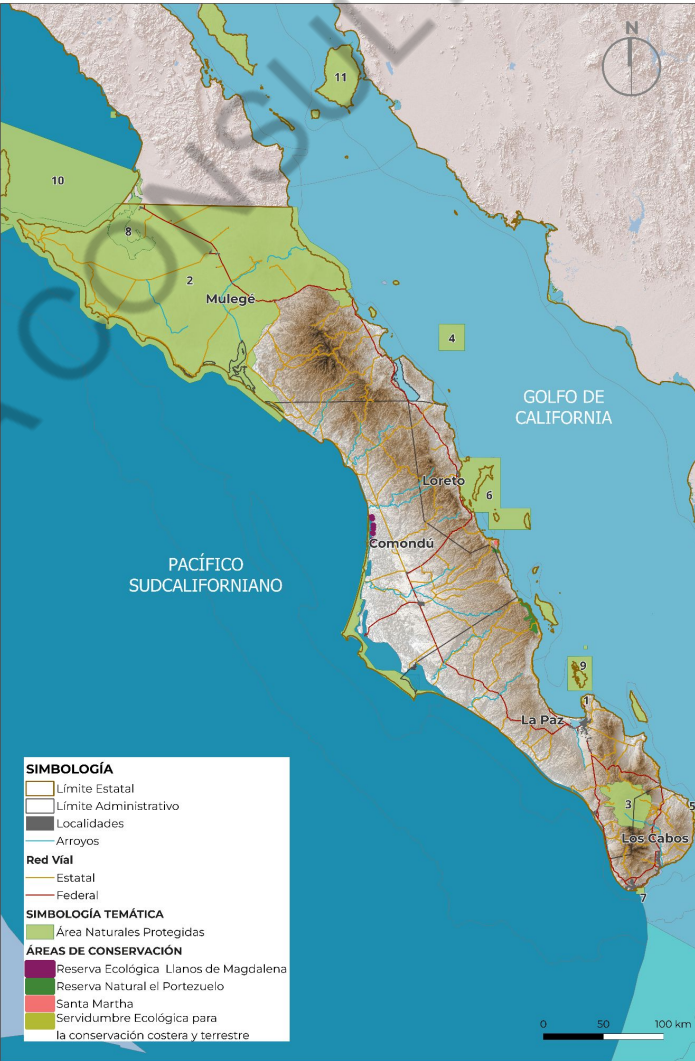 CONSUL
N
11
10
8
2
Mulegé
4
GOLFO DE
CALIFORNIA
Loreto
6
Comondú
PACÍFICO
SUDCALIFORNIANO
9
1
La Paz
3
5
Los Cabos
7
SIMBOLOGÍA
Límite Estatal
Límite Administrativo
Localidades
Arroyos
Red Víal
Estatal
Federal
SIMBOLOGÍA TEMÁTICA
Área Naturales Protegidas
ÁREAS DE CONSERVACIÓN
Reserva Ecológica Llanos de Magdalena
Reserva Natural el Portezuelo
Santa Martha
Servidumbre Ecológica para
la conservación costera y terrestre
0 50 100 km